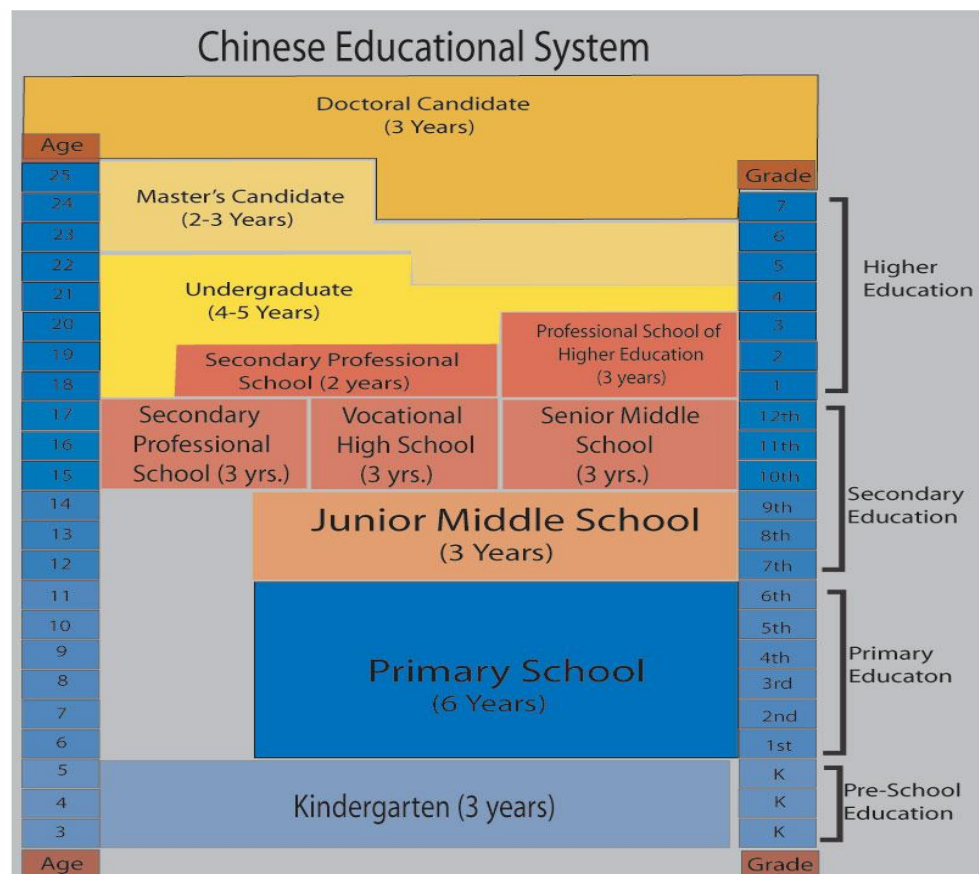 Chinese Educational System
Doctoral Candidate
(3 Years)
Age
25
24
23
22
21
20
19
18
17
16
15
14
13
12
11
10
9
8
7
6
5
4
3
Age
Master's Candidate
(2-3 Years)
Undergraduate
(4-5 Years)
Secondary Professional
School (2 years)
Professional School of
Higher Education
(3 years)
Secondary
Professional
School (3 yrs.)
Vocational
High School
(3 yrs.)
Senior Middle
School
(3 yrs.)
Junior Middle School
(3 Years)
Primary School
(6 Years)
Kindergarten (3 years)
Grade
7
6
5
4
3
2
1
12th
11th
10th
9th
8th
7th
6th
5th
4th
3rd
2nd
1st
K
K
K
Grade
Higher
Education
Secondary
Education
Primary
Educaton
Pre-School
Education